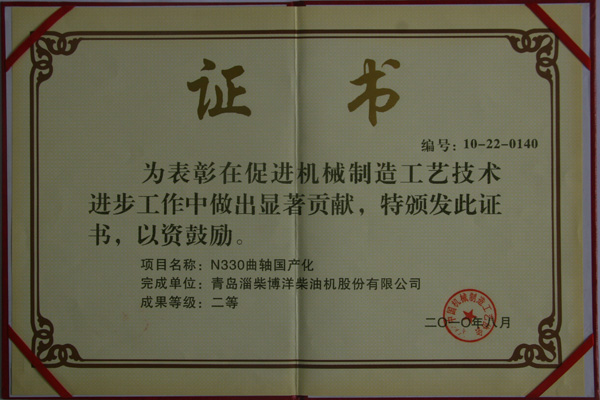 证 书
编号：10-22-0140
为表彰在促进机械制造工艺技术
进步工作中做出显著贡献，特颁发此证
书，以资鼓励。
项目名称：N330曲轴国产化
完成单位：青岛淄柴博洋柴油机股份有限公司
成果等级：二等
二〇一〇年八月